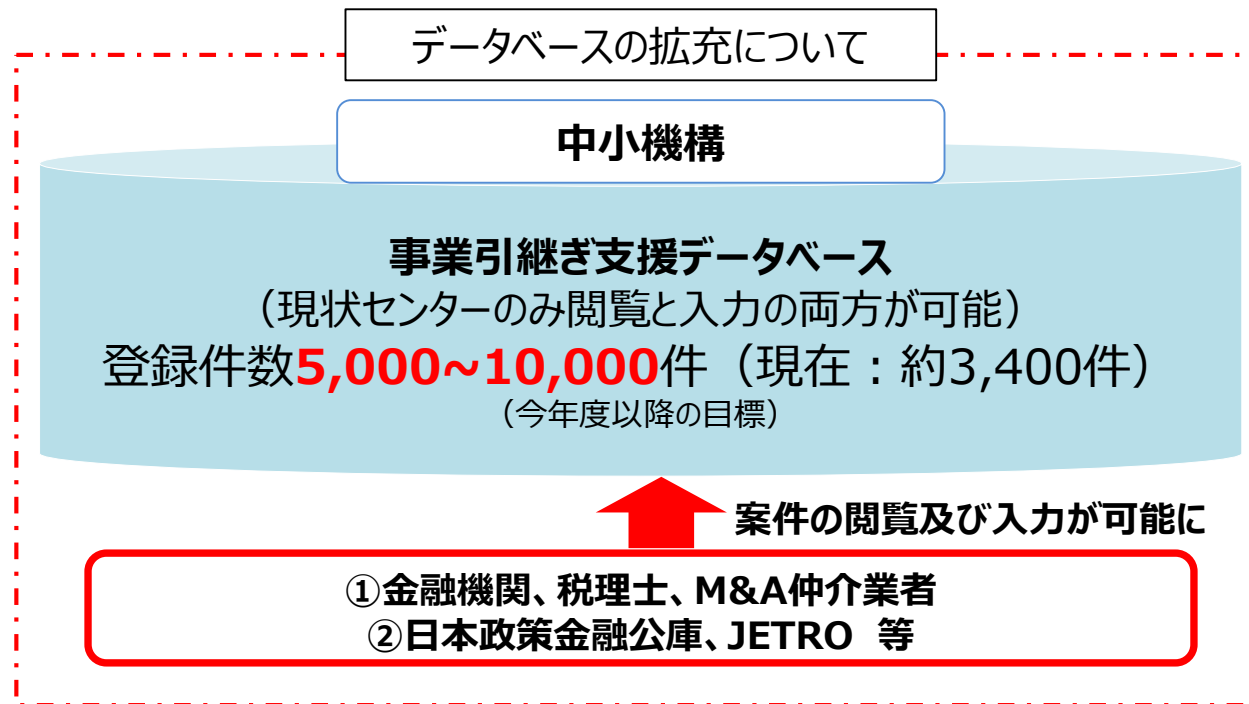 データベースの拡充について
中小機構
事業引継ぎ支援データベース
（現状センターのみ閲覧と入力の両方が可能）
登録件数5,000~10,000件（現在：約3,400件）
（今年度以降の目標）
案件の閲覧及び入力が可能に
①金融機関、税理士、M&A仲介業者
②日本政策金融公庫、JETRO 等